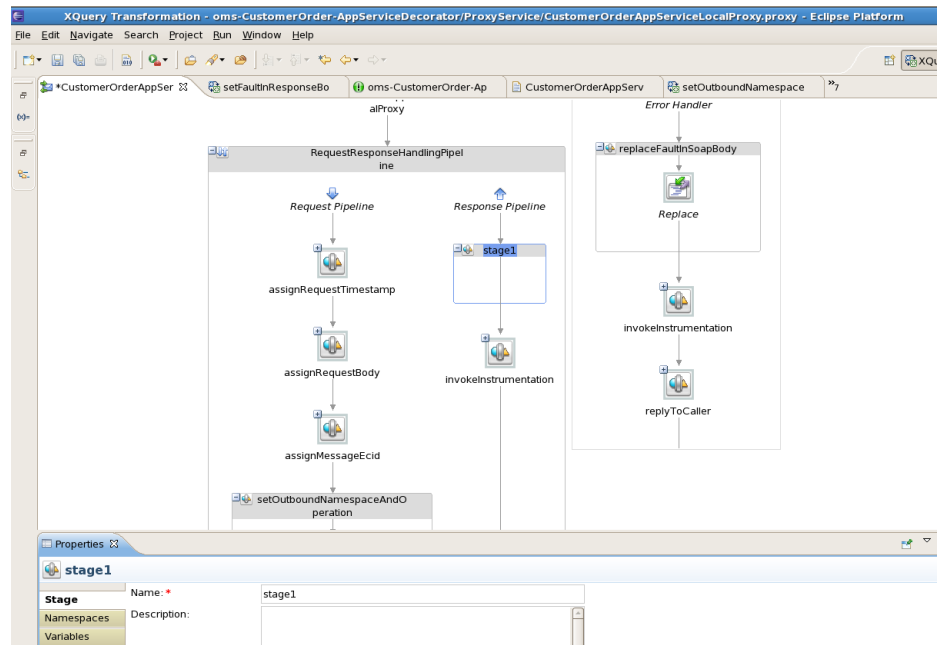 XQuery Transformation - oms-CustomerOrder-AppServiceDecorator/ProxyService/CustomerOrderAppServiceLocalProxy.proxy - Eclipse Platform
File Edit Navigate Search Project Run Window Help
XQu
*CustomerOrderAppSer setFaultInResponseBo oms-CustomerOrder-Ap CustomerOrderAppServ setOutboundNamespace »7
alProxy
Error Handler
RequestResponseHandlingPipel
ine
replaceFaultInSoapBody
Request Pipeline
Response Pipeline
Replace
stage1
assignRequestTimestamp
invokeInstrumentation
assignRequestBody
invokeInstrumentation
replyToCaller
assignMessageEcid
setOutboundNamespaceAndO
peration
Properties
stage1
Stage
Name:*
stage1
Namespaces
Description:
Variables